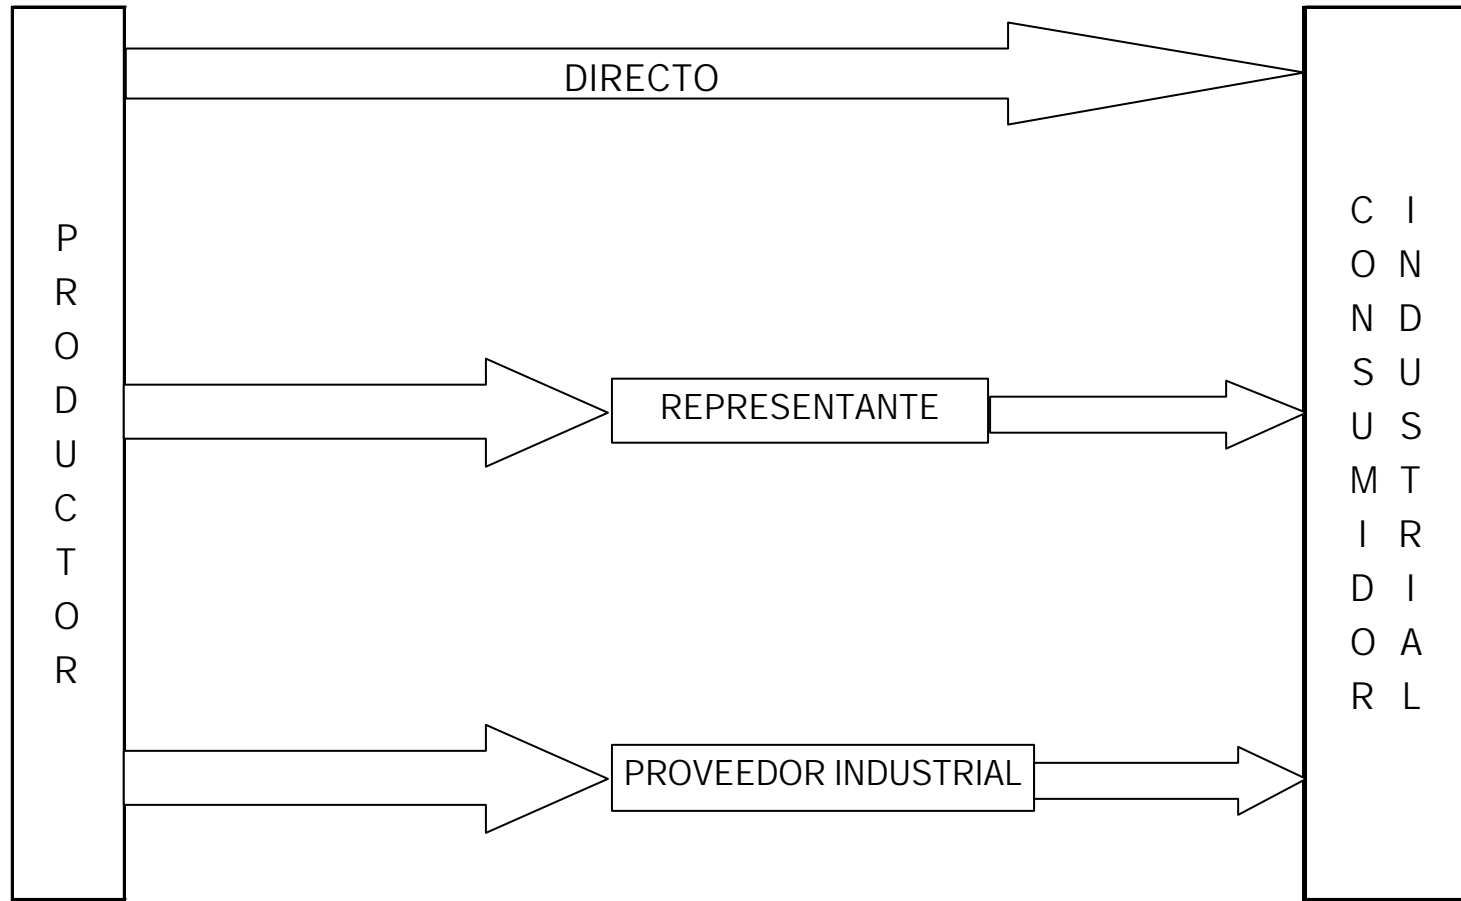 PRODUCTOR
DIRECTO
REPRESENTANTE
PROVEEDOR INDUSTRIAL
CONSUMIDOR
INDUSTRIAL